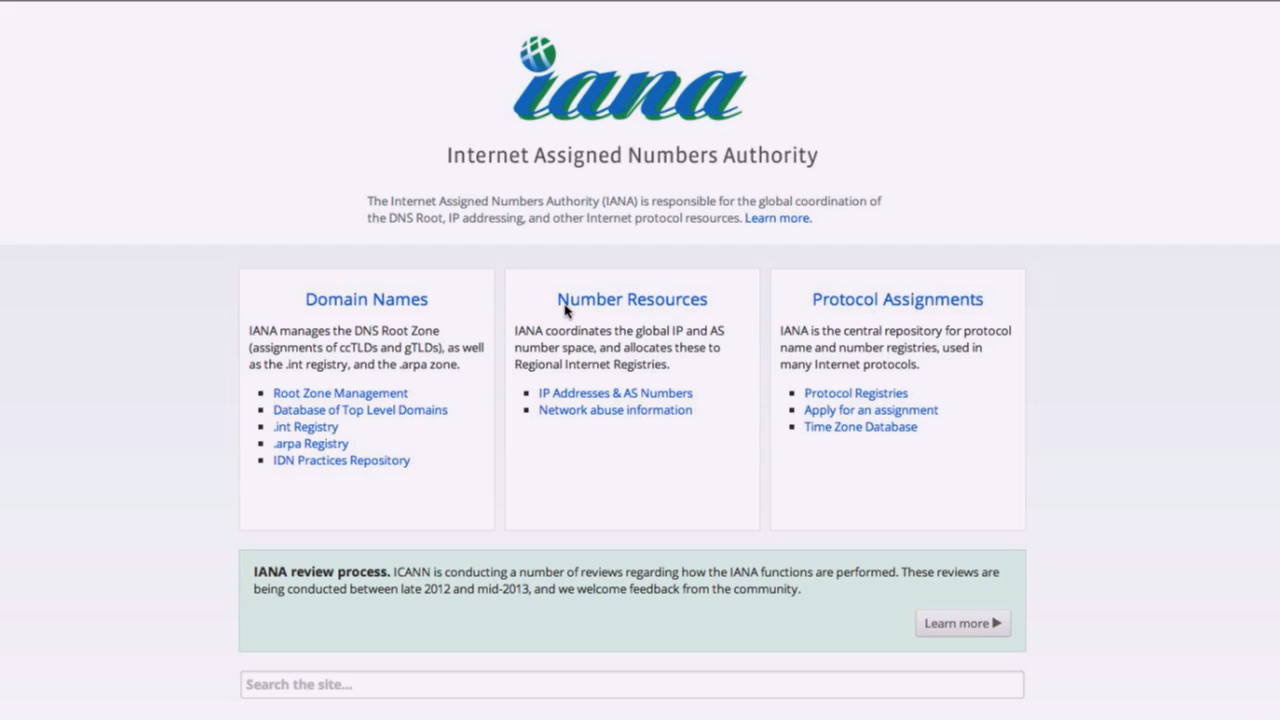 iana
Internet Assigned Numbers Authority
The Internet Assigned Numbers Authority (IANA) is responsible for the global coordination of
the DNS Root, IP addressing, and other Internet protocol resources. Learn more.
Domain Names
IANA manages the DNS Root Zone
(assignments of ccTLDs and gTLDs), as well
as the .int registry, and the .arpa zone.
Root Zone Management
Database of Top Level Domains
.int Registry
.arpa Registry
IDN Practices Repository
Number Resources
IANA coordinates the global IP and AS
number space, and allocates these to
Regional Internet Registries.
IP Addresses & AS Numbers
Network abuse information
Protocol Assignments
IANA is the central repository for protocol
name and number registries, used in
many Internet protocols.
Protocol Registries
Apply for an assignment
Time Zone Database
IANA review process. ICANN is conducting a number of reviews regarding how the IANA functions are performed. These reviews are
being conducted between late 2012 and mid-2013, and we welcome feedback from the community.
Learn more
Search the site...